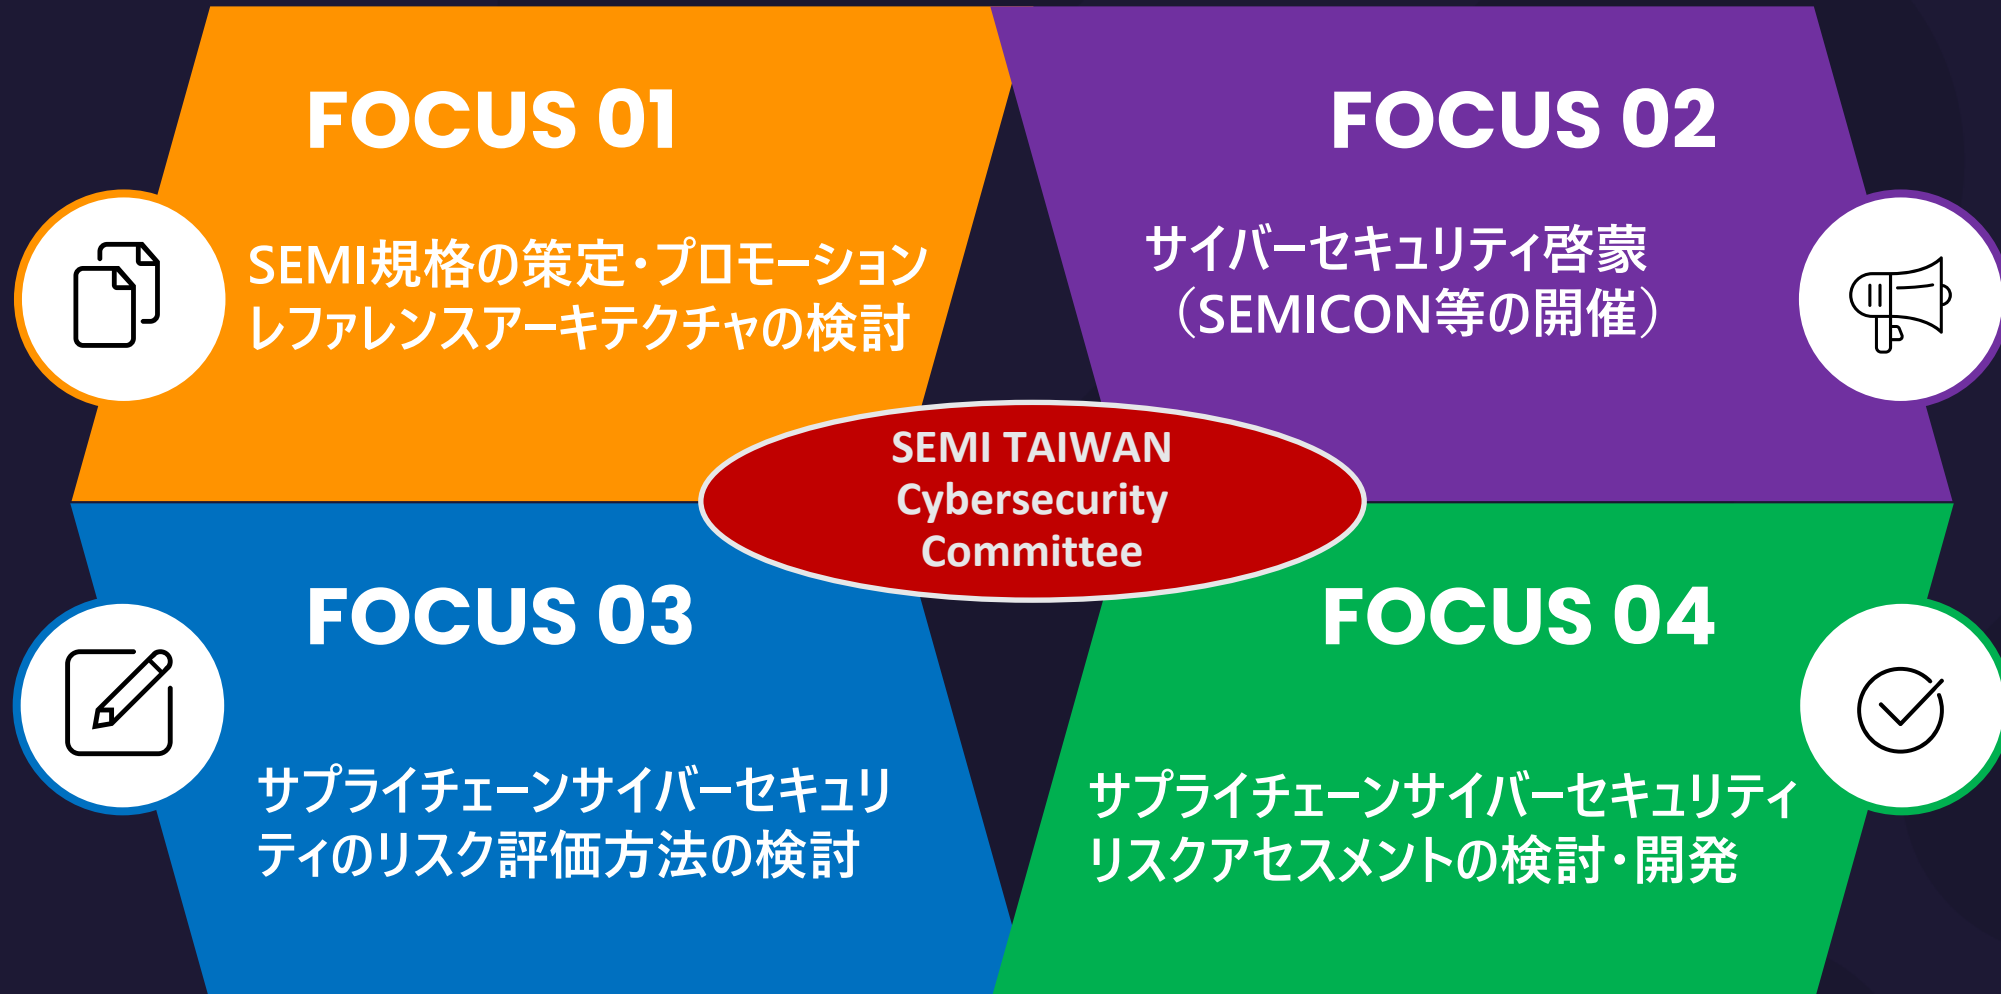 FOCUS 01
SEMI規格の策定・プロモーション
レファレンスアーキテクチャの検討
FOCUS 02
サイバーセキュリティ啓蒙
（SEMICON等の開催）
SEMI TAIWAN
Cybersecurity
Committee
FOCUS 03
サプライチェーンサイバーセキュリ
ティのリスク評価方法の検討
FOCUS 04
サプライチェーンサイバーセキュリティ
リスクアセスメントの検討・開発